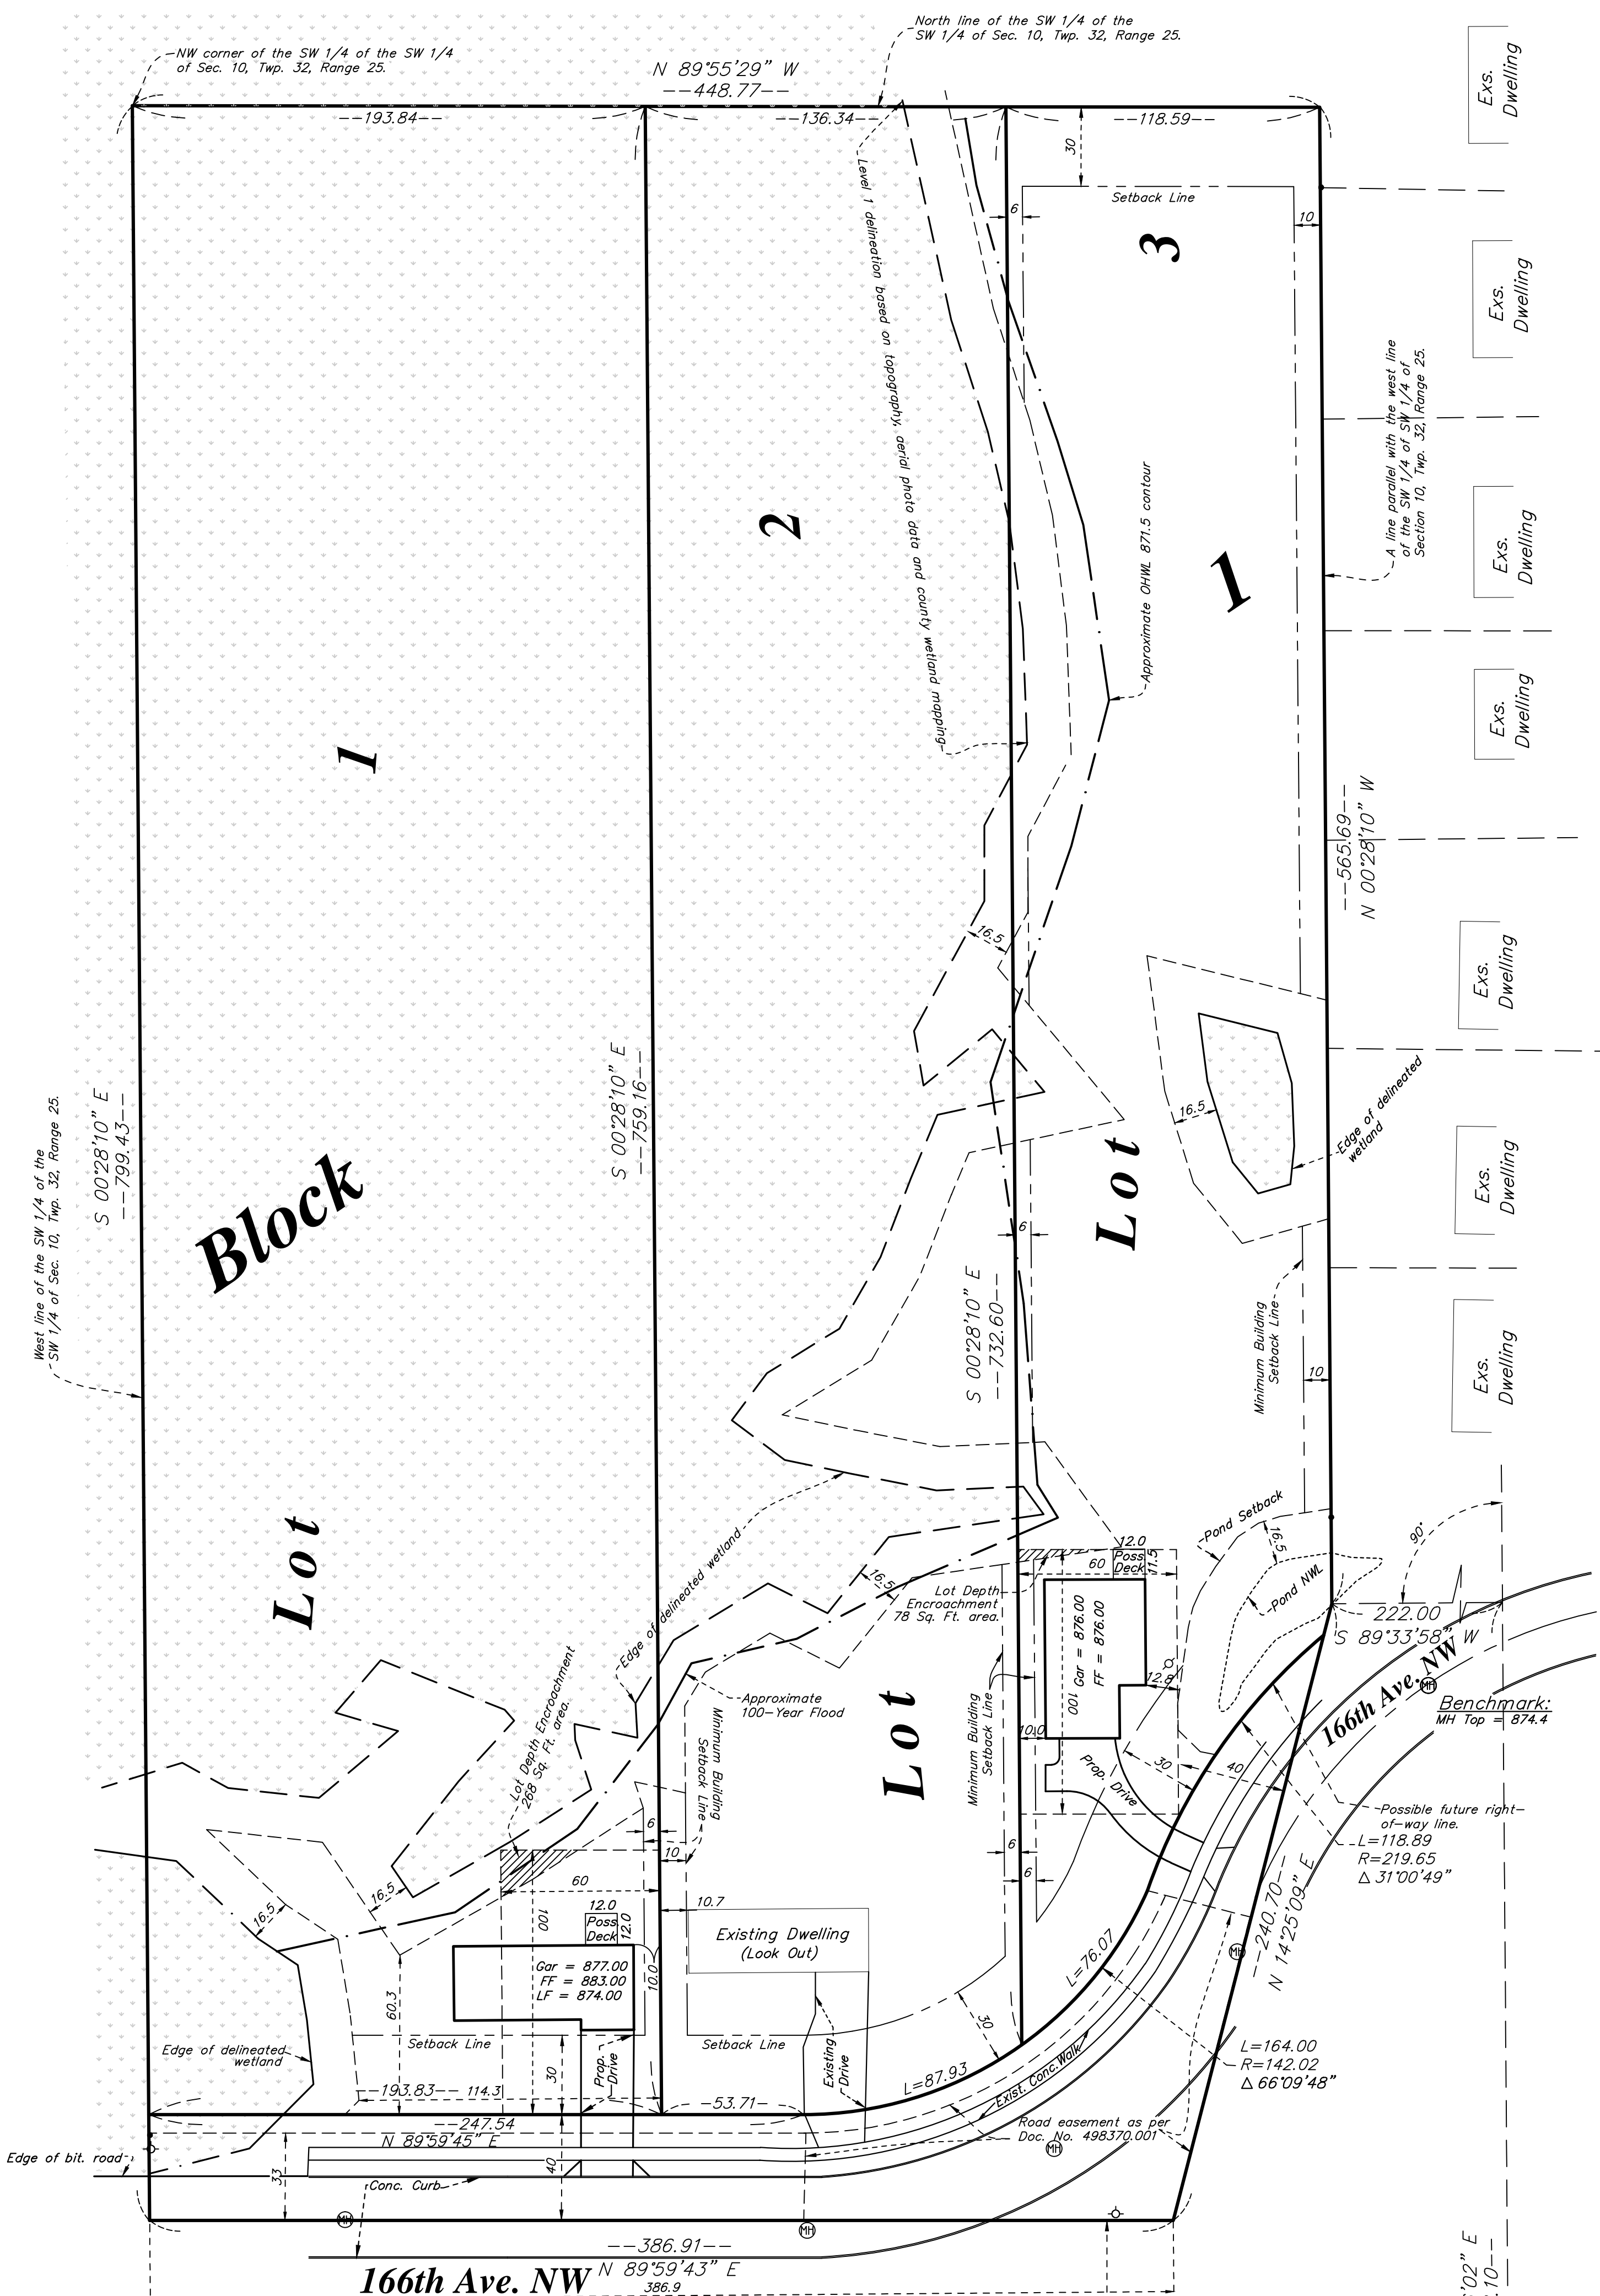 North line of the SW 1/4 of the
SW 1/4 of Sec. 10, Twp. 32, Range 25.
NW corner of the SW 1/4 of the SW 1/4
of Sec. 10, Twp. 32, Range 25.
N 89°55'29" W
--448.77--
--193.84--
--136.34--
--118.59--
30
Setback Line
6
10
3
Exs.
Dwelling
Exs.
Dwelling
Exs.
Dwelling
Exs.
Dwelling
Exs.
Dwelling
Exs.
Dwelling
Exs.
Dwelling
Level 1 delineation based on topography, aerial photo data and county wetland mapping
2
1
1
Approximate OHWL 871.5 contour
A line parallel with the west line
of the SW 1/4 of SW 1/4 of
Section 10, Twp. 32, Range 25.
--565.69--
N 00°28'10" W
16.5
16.5
Edge of delineated
wetland
West line of the SW 1/4 of the
SW 1/4 of Sec. 10, Twp. 32, Range 25.
S 00°28'10" E
--799.43--
S 00°28'10" E
--759.16--
S 00°28'10" E
--732.60--
Block
Lot
6
Minimum Building
Setback Line
10
Lot
Edge of delineated wetland
16.5
Lot Depth
Encroachment
78 Sq. Ft. area.
12.0
Poss
Deck
11.5
60
100
Gar = 876.00
FF = 876.00
12.8
10.0
Pond Setback
16.5
Pond NWL
90°
222.00
S 89°33'58" W
166th Ave. NW
Benchmark:
MH Top = 874.4
MH
Lot
Minimum Building
Setback Line
Approximate
100-Year Flood
Minimum Building
Setback Line
Lot Depth Encroachment
268 Sq. Ft. area.
Prop. Drive
30
40
Possible future right-
of-way line.
L=118.89
R=219.65
Δ 31°00'49"
6
10
6
6
16.5
16.5
60
100
10.7
12.0
Poss
Deck
12.0
Gar = 877.00
FF = 883.00
LF = 874.00
10.0
60.3
Existing Dwelling
(Look Out)
L=76.07
MH
--240.70--
N 14°25'09" E
30
Edge of delineated
wetland
Setback Line
Setback Line
30
Prop.
Drive
Existing
Drive
L=87.93
Exist. Conc. Walk
L=164.00
R=142.02
Δ 66°09'48"
--193.83--
114.3
--53.71--
--247.54
N 89°59'45" E
Road easement as per
Doc. No. 498370.001
MH
Edge of bit. road
33
40
Conc. Curb
MH
MH
--386.91--
N 89°59'43" E
386.9
166th Ave. NW
'02" E
10--